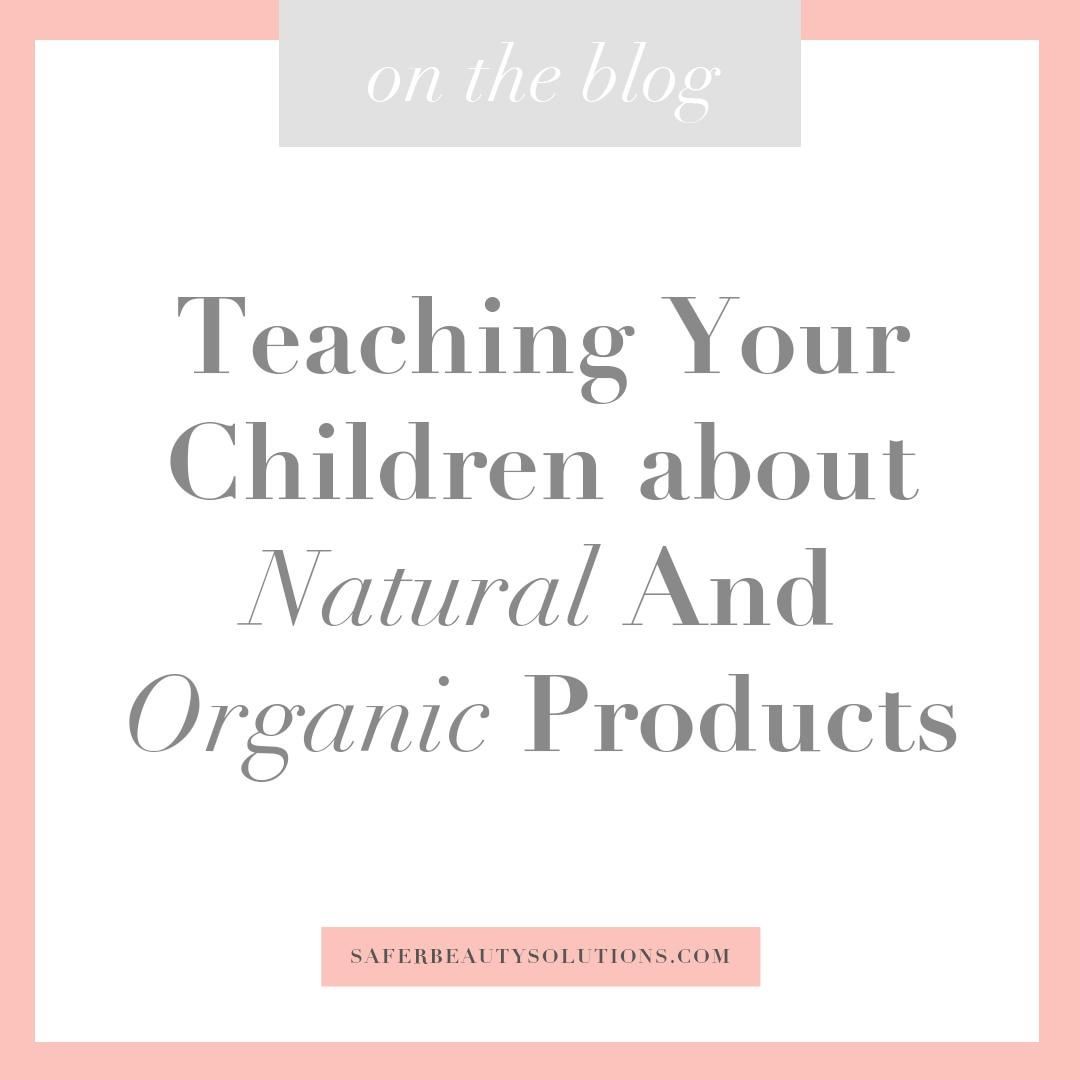 on the blog
Teaching Your
Children about
Natural And
Organic Products
SAFERBEAUTYSOLUTIONS.COM